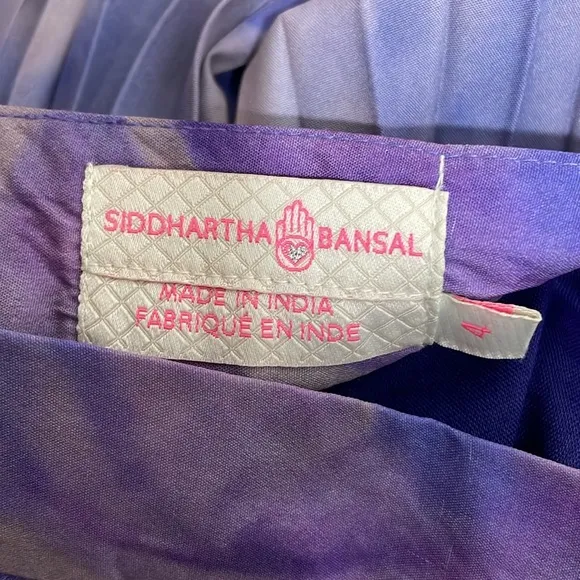 SIDDHARTHA BANSAL
MADE IN INDIA
FABRIQUÉ EN INDE
4